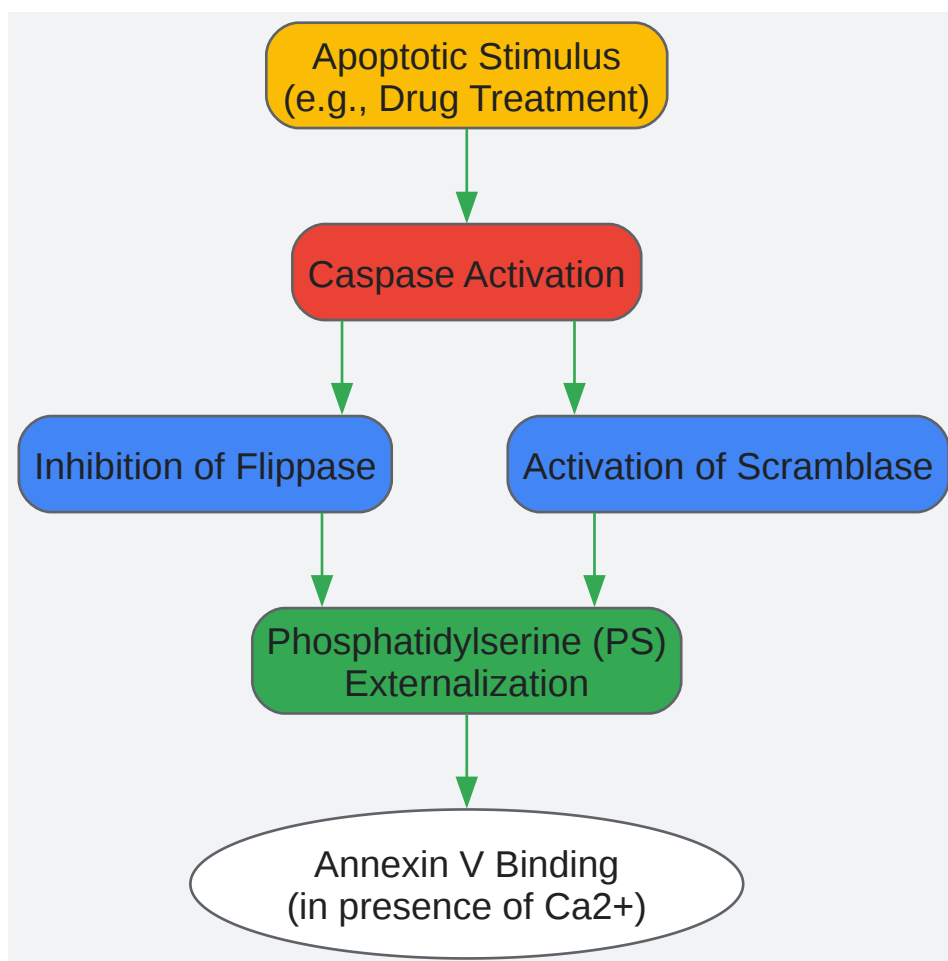 Apoptotic Stimulus
(e.g., Drug Treatment)
Caspase Activation
Inhibition of Flippase
Activation of Scramblase
Phosphatidylserine (PS)
Externalization
Annexin V Binding
(in presence of Ca2+)